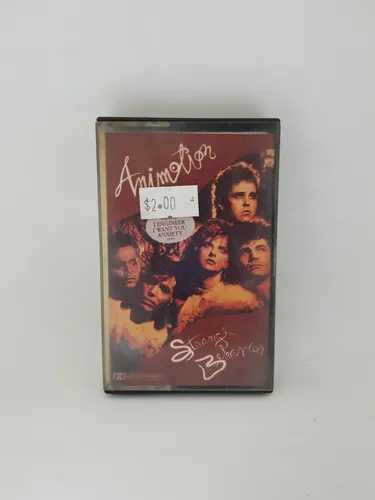 Animotion
$2.00
I ENGINEER
I WANT YOU
ANXIETY
Strange
Behavior